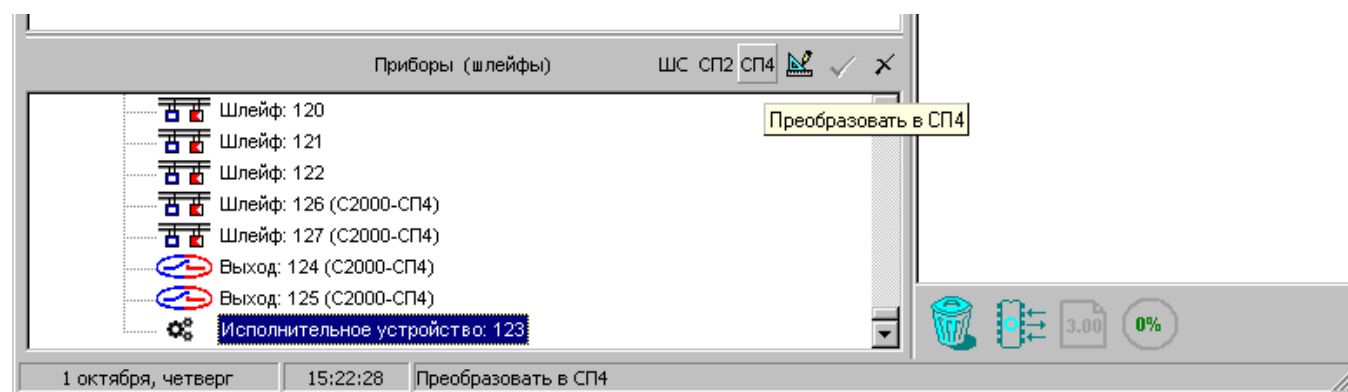 Приборы (шлейфы) ШС СП2 СП4
Шлейф: 120
Преобразовать в СП4
Шлейф: 121
Шлейф: 122
Шлейф: 126 (С2000-СП4)
Шлейф: 127 (С2000-СП4)
Выход: 124 (С2000-СП4)
Выход: 125 (С2000-СП4)
Исполнительное устройство: 123
3.00 0%
1 октября, четверг 15:22:28 Преобразовать в СП4